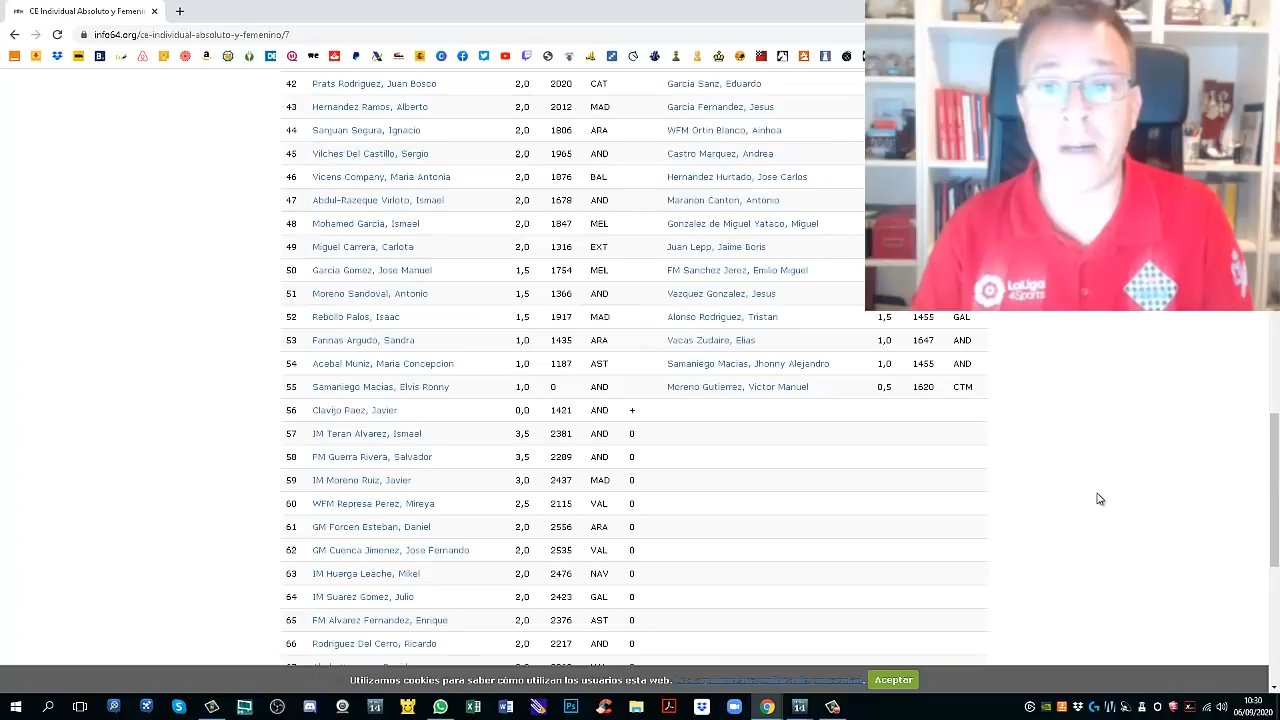 CE Individual Absoluto y Femenin
info64.org/ce-individual-absoluto-y-femenino/7
42 Prats Rodriguez, Juan Bosco 2,0 2020 CAT Garcia Sanz, Eduardo
43 Hernandez Ramos, Alberto 2,0 2012 MAD Garcia Fernandez, Jesus
44 Sanjuan Segura, Ignacio 2,0 1806 ARA WFM Ortin Blanco, Ainhoa
45 Vilches Del Castillo, Sergio 2,0 1965 AND Castro Marquez, Andrea
46 Vicens Company, Maria Antonia 2,0 1876 BAL Hernandez Hurtado, Jose Carlos
47 Abdul-Razeque Virloto, Ismael 2,0 1678 AND Maranon Canton, Antonio
48 Mohamed Garcia, Ismael 2,0 1847 MEL Gonzalez de Miguel Yataco, Miguel
49 Miguel Carrera, Carlota 2,0 1316 EXT Juan Lepp, Jaime Boris
50 Garcia Gomez, Jose Manuel 1,5 1754 MEL FM Sanchez Jerez, Emilio Miguel
51 Moreno Sandoval, Antonio 1,5 1366 AND Vezquez Gonzalez, Jesus
52 Rebollo Palos, Isaac 1,5 1917 MAD Alonso Rodriguez, Tristan 1,5 1455 GAL
53 Farinas Argudo, Sandra 1,0 1435 ARA Vacas Zudaire, Elias 1,0 1647 AND
54 Acebal Muniz, Maria Concepcion 1,0 1187 AST Samaniego Macias, Jhonny Alejandro 1,0 1455 AND
55 Samaniego Macias, Elvis Ronny 1,0 0 AND Moreno Gutierrez, Victor Manuel 0,5 1620 CTM
56 Clavijo Paez, Javier 0,0 1421 AND +
57 IM Teran Alvarez, Ismael 3,5 2381 AND 0
58 FM Guerra Rivera, Salvador 3,5 2289 AND 0
59 IM Moreno Ruiz, Javier 3,0 2437 MAD 0
60 WFM Represa Perez, Mireya 2,5 2115 VAL 0
61 GM Forcen Esteban, Daniel 2,0 2556 ARA 0
62 GM Cuenca Jimenez, Jose Fernando 2,0 2535 VAL 0
63 IM Huerga Leache, Mikel 2,0 2476 NAV 0
64 IM Suarez Gomez, Julio 2,0 2423 GAL 0
65 FM Alvarez Fernandez, Enrique 2,0 2376 AST 0
66 Rodriguez Del Cerro, Ricardo 2,0 2217 AND 0
LaLiga
4Sports
Utilizamos cookies para saber cómo utilizan los usuarios esta web. Aceptar
10:30
06/09/2020